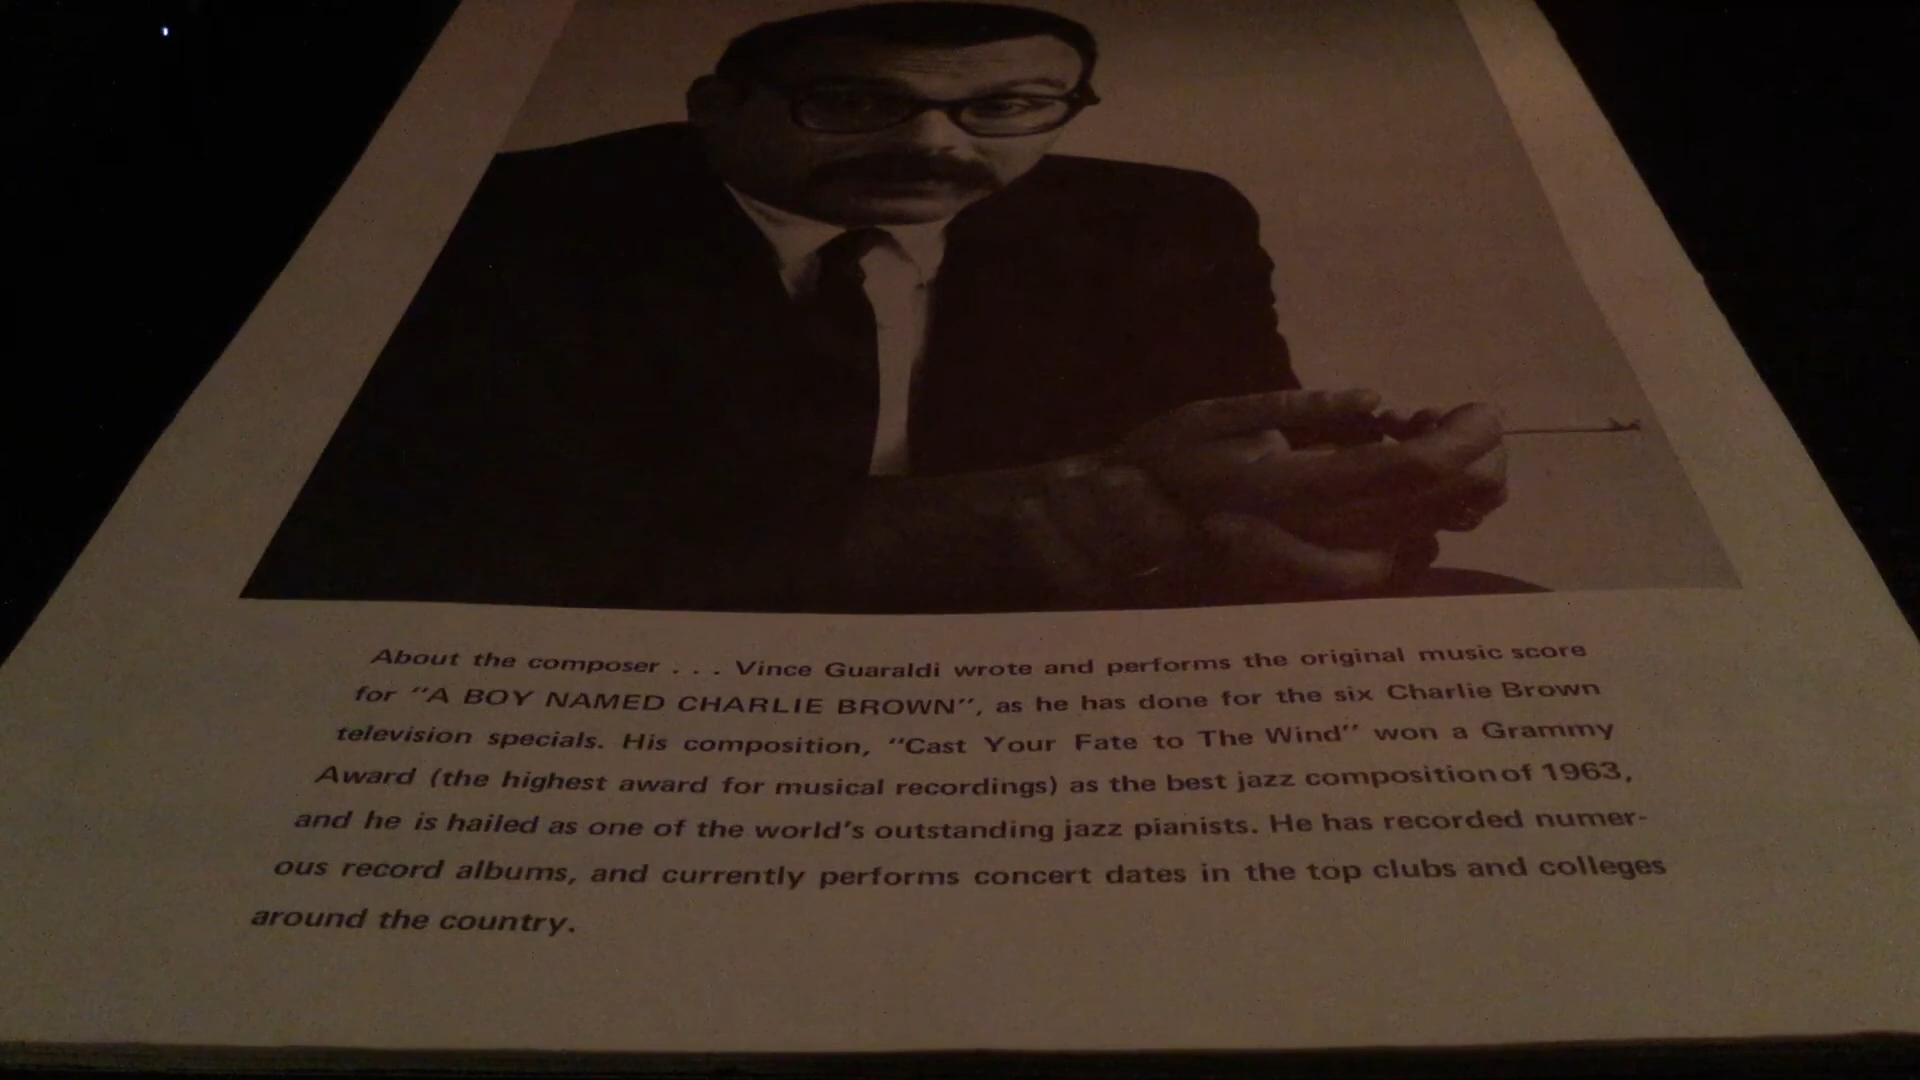 About the composer . . . Vince Guaraldi wrote and performs the original music score
for "A BOY NAMED CHARLIE BROWN", as he has done for the six Charlie Brown
television specials. His composition, "Cast Your Fate to The Wind" won a Grammy
Award (the highest award for musical recordings) as the best jazz composition of 1963,
and he is hailed as one of the world's outstanding jazz pianists. He has recorded numer-
ous record albums, and currently performs concert dates in the top clubs and colleges
around the country.